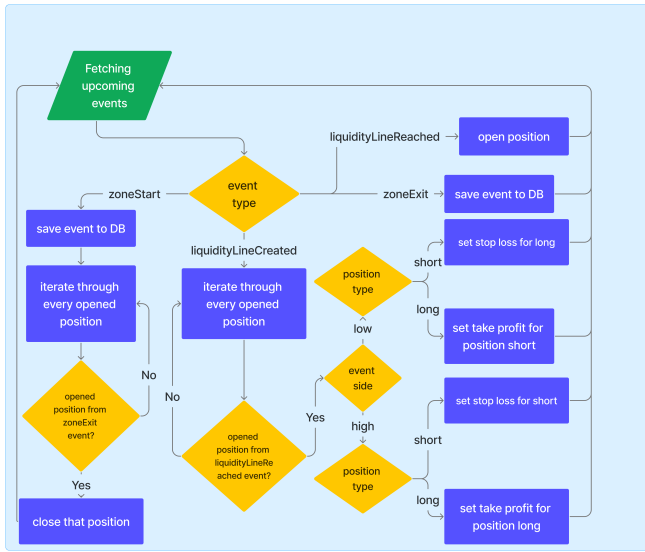 Fetching
upcoming
events
liquidityLineReached
open position
event
type
zoneStart
zoneExit
save event to DB
save event to DB
liquidityLineCreated
iterate through
every opened
position
iterate through
every opened
position
position
type
short
set stop loss for long
long
set take profit for
position short
low
No
No
event
side
Yes
opened
position from
zoneExit
event?
opened
position from
liquidityLineRe
ached event?
high
short
set stop loss for short
position
type
long
set take profit for
position long
Yes
close that position